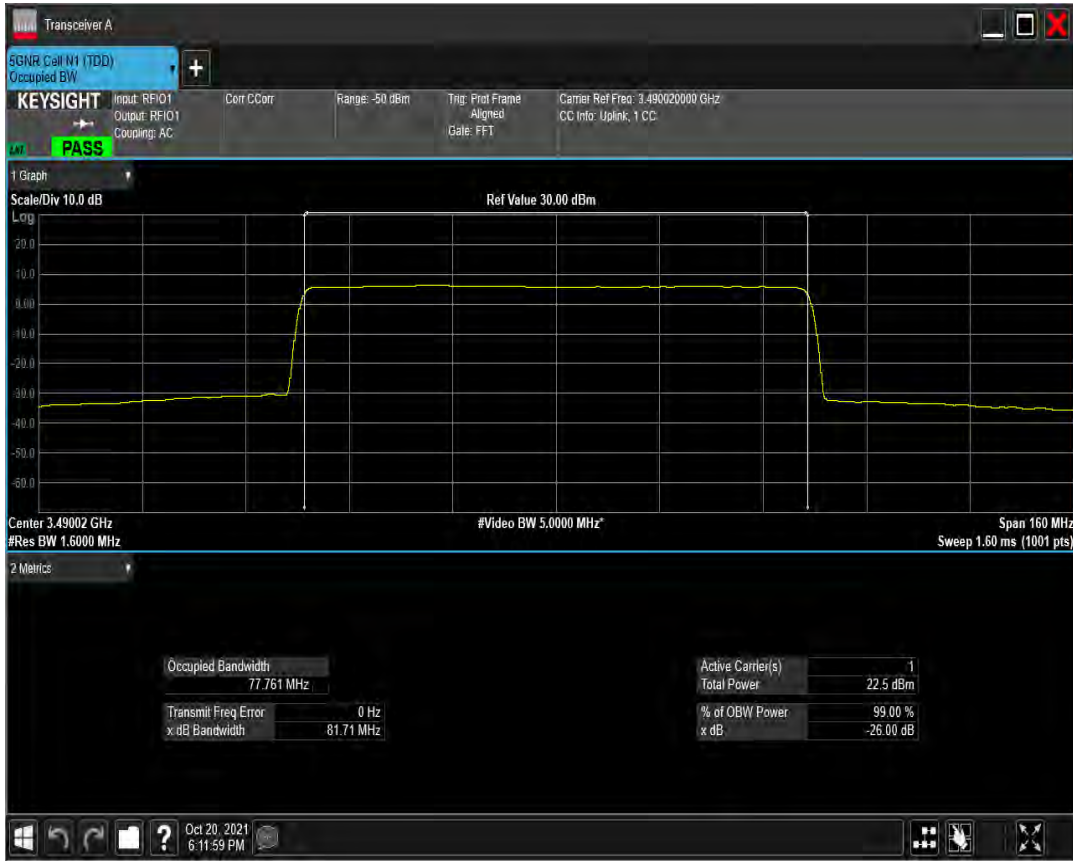 Transceiver A
5GNR Cell N1 (TDD)
Occupied BW
+
KEYSIGHT
PASS
Input: RFIO1
Output: RFIO1
Coupling: AC
Corr CCorr
Range: -50 dBm
Trig: Prot Frame
Aligned
Gate: FFT
Carrier Ref Freq: 3.490020000 GHz
CC Info: Uplink, 1 CC
1 Graph
Scale/Div 10.0 dB
Ref Value 30.00 dBm
Log
20.0
10.0
0.00
-10.0
-20.0
-30.0
-40.0
-50.0
-60.0
Center 3.49002 GHz
#Video BW 5.0000 MHz*
Span 160 MHz
#Res BW 1.6000 MHz
Sweep 1.60 ms (1001 pts)
2 Metrics
Occupied Bandwidth
77.761 MHz
Transmit Freq Error 0 Hz
x dB Bandwidth 81.71 MHz
Active Carrier(s) 1
Total Power 22.5 dBm
% of OBW Power 99.00 %
x dB -26.00 dB
?
Oct 20, 2021
6:11:59 PM